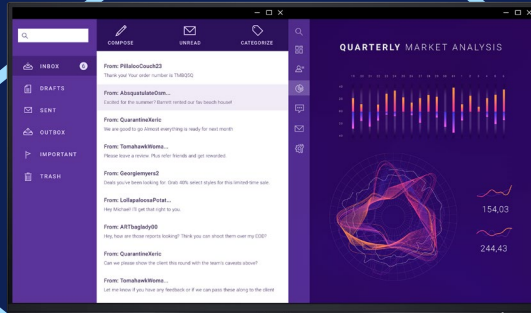 COMPOSE
UNREAD
CATEGORIZE
INBOX 6
DRAFTS
SENT
OUTBOX
IMPORTANT
TRASH
From: PillalooCouch23
Thank you! Your order number is
From: AbsquatulateOsm...
Excited for the summer? Barrett rented our fav beach house!
From: QuarantineXeric
We are good to go Almost everything is ready for next month
From: TomahawkWoms...
Please leave a review. Plus refer friends and get rewarded.
From: Georgiemyers2
Deals you've been looking for. Grab 40% select styles for this limited time sale.
From: LollapaloosaPotat...
Hey Michael I'll get that right to you.
From: ARTbaglady00
Hey, how are those reports looking? Think you can shoot them over my EOD?
From: QuarantineXeric
Can we please show the client this round with the team's caveats above?
From: TomahawkWoms...
Let me know if you have any feedback or if we can pass these along to the client
QUARTERLY MARKET ANALYSIS
154,03
244,43